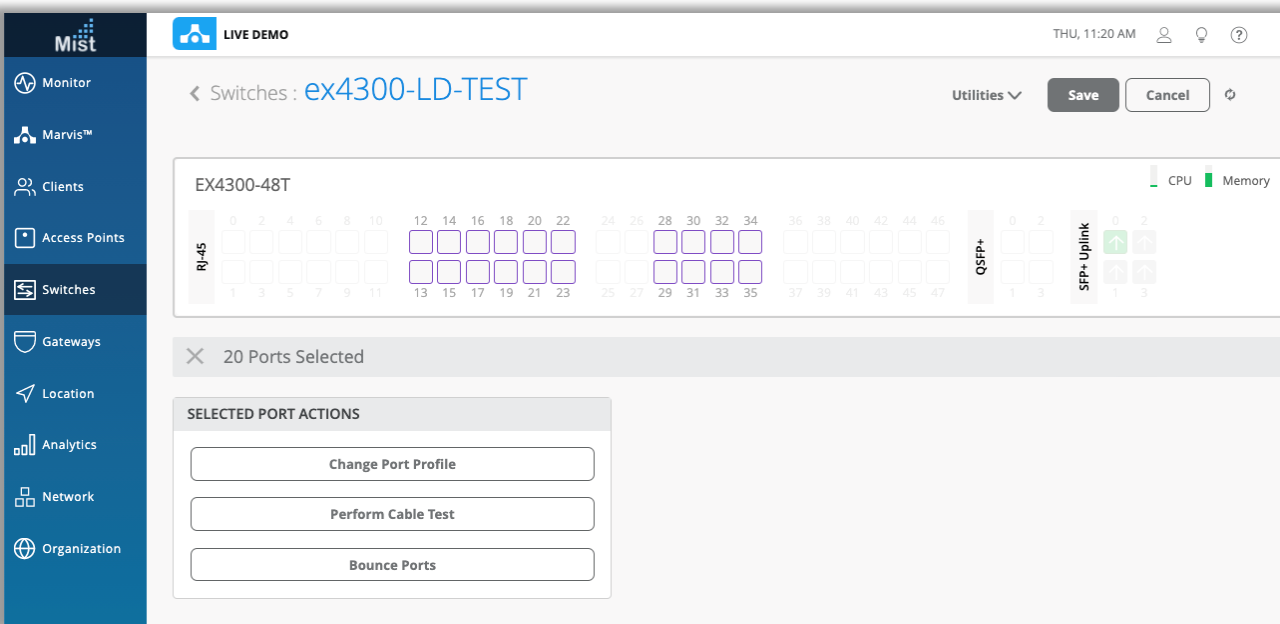 Mist
LIVE DEMO
THU, 11:20 AM
?
Monitor
Marvis™
Clients
Access Points
Switches
Gateways
Location
Analytics
Network
Organization
Switches : ex4300-LD-TEST
Utilities
Save
Cancel
EX4300-48T
CPU
Memory
RJ-45
0 2 4 6 8 10 12 14 16 18 20 22 24 26 28 30 32 34 36 38 40 42 44 46
1 3 5 7 9 11 13 15 17 19 21 23 25 27 29 31 33 35 37 39 41 43 45 47
QSFP+
0 2
1 3
SFP+ Uplink
0 2
1 3
20 Ports Selected
SELECTED PORT ACTIONS
Change Port Profile
Perform Cable Test
Bounce Ports